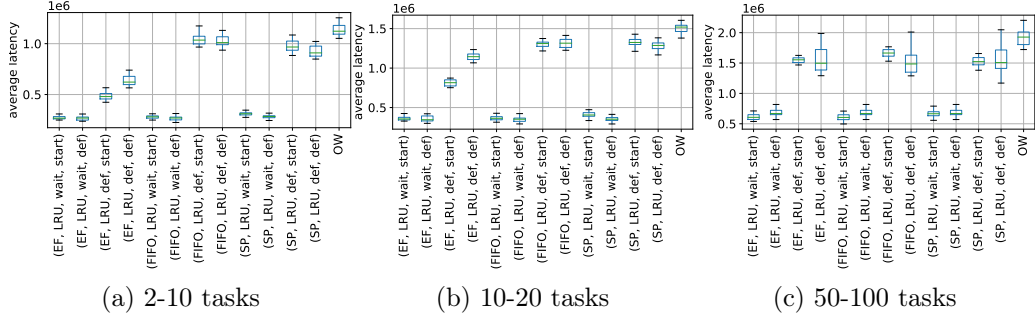 1e6
average latency
1.0
0.5
(EF, LRU, wait, start)
(EF, LRU, wait, def)
(EF, LRU, def, start)
(EF, LRU, def, def)
(FIFO, LRU, wait, start)
(FIFO, LRU, wait, def)
(FIFO, LRU, def, start)
(FIFO, LRU, def, def)
(SP, LRU, wait, start)
(SP, LRU, wait, def)
(SP, LRU, def, start)
(SP, LRU, def, def)
OW
(a) 2-10 tasks
1e6
average latency
1.5
1.0
0.5
(EF, LRU, wait, start)
(EF, LRU, wait, def)
(EF, LRU, def, start)
(EF, LRU, def, def)
(FIFO, LRU, wait, start)
(FIFO, LRU, wait, def)
(FIFO, LRU, def, start)
(FIFO, LRU, def, def)
(SP, LRU, wait, start)
(SP, LRU, wait, def)
(SP, LRU, def, start)
(SP, LRU, def, def)
OW
(b) 10-20 tasks
1e6
average latency
2.0
1.5
1.0
0.5
(EF, LRU, wait, start)
(EF, LRU, wait, def)
(EF, LRU, def, start)
(EF, LRU, def, def)
(FIFO, LRU, wait, start)
(FIFO, LRU, wait, def)
(FIFO, LRU, def, start)
(FIFO, LRU, def, def)
(SP, LRU, wait, start)
(SP, LRU, wait, def)
(SP, LRU, def, start)
(SP, LRU, def, def)
OW
(c) 50-100 tasks